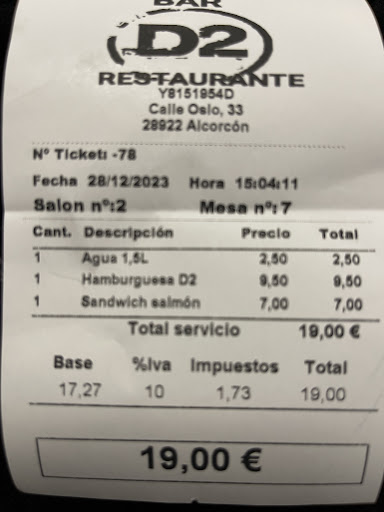 BAR
D2
RESTAURANTE
Y8151954D
Calle Oslo, 33
28922 Alcorcón
Nº Ticket: -78
Fecha 28/12/2023 Hora 15:04:11
Salon nº:2 Mesa nº: 7
Cant. Descripción Precio Total
1 Agua 1,5L 2,50 2,50
1 Hamburguesa D2 9,50 9,50
1 Sandwich salmón 7,00 7,00
Total servicio 19,00 €
Base %Iva Impuestos Total
17,27 10 1,73 19,00
19,00 €